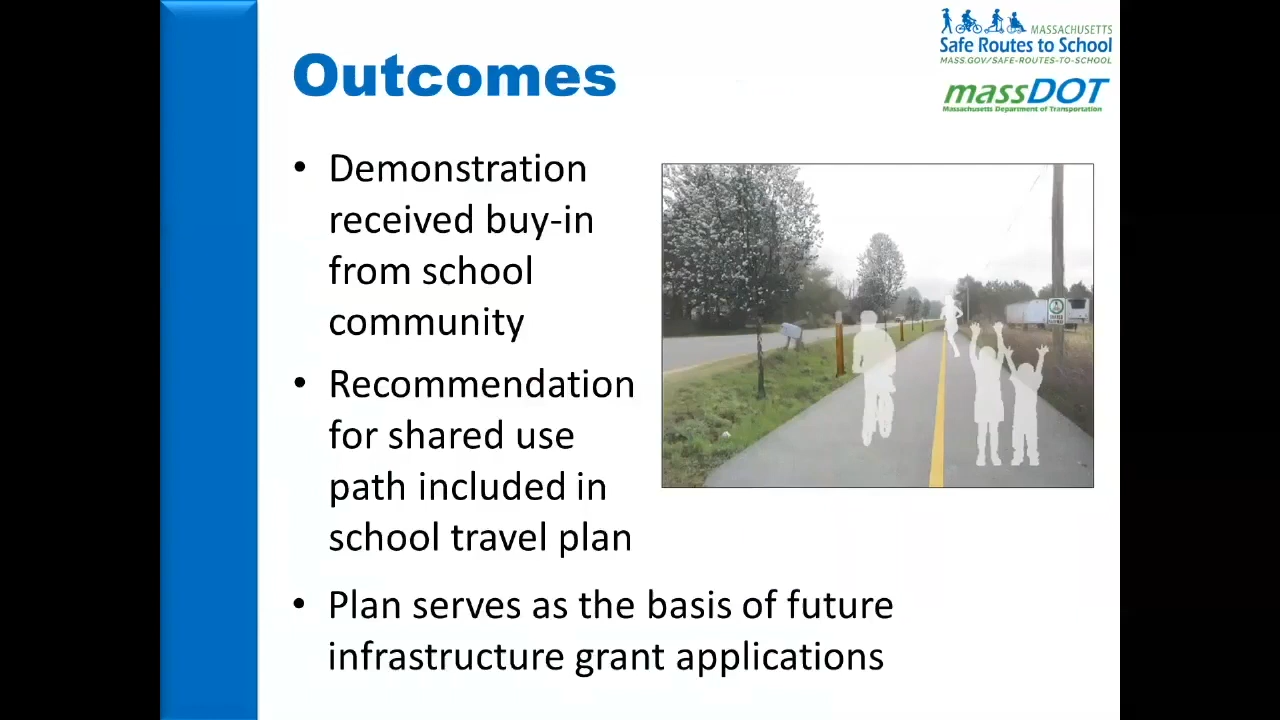 Outcomes
MASSACHUSETTS
Safe Routes to School
MASS.GOV/SAFE-ROUTES-TO-SCHOOL
massDOT
Massachusetts Department of Transportation
• Demonstration
received buy-in
from school
community
• Recommendation
for shared use
path included in
school travel plan
• Plan serves as the basis of future
infrastructure grant applications